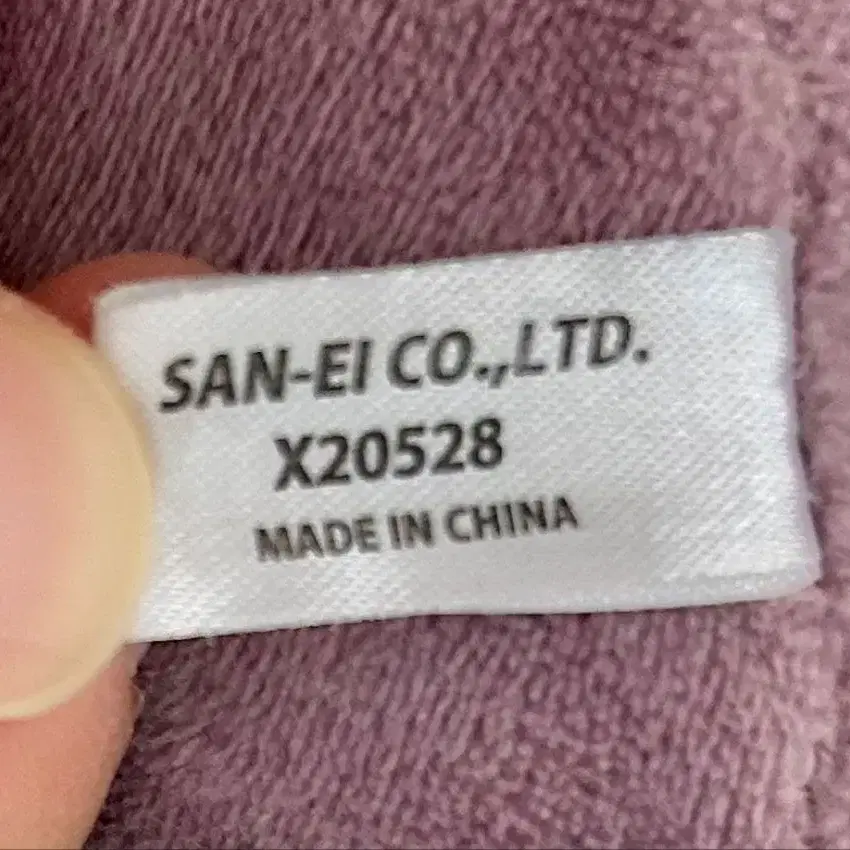 SAN-EI CO.,LTD.
X20528
MADE IN CHINA